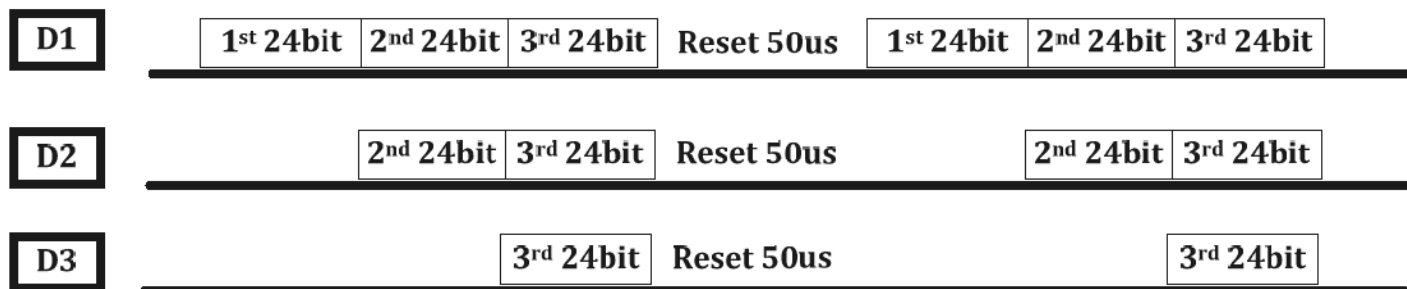 D1 1st 24bit 2nd 24bit 3rd 24bit Reset 50us 1st 24bit 2nd 24bit 3rd 24bit
D2 2nd 24bit 3rd 24bit Reset 50us 2nd 24bit 3rd 24bit
D3 3rd 24bit Reset 50us 3rd 24bit